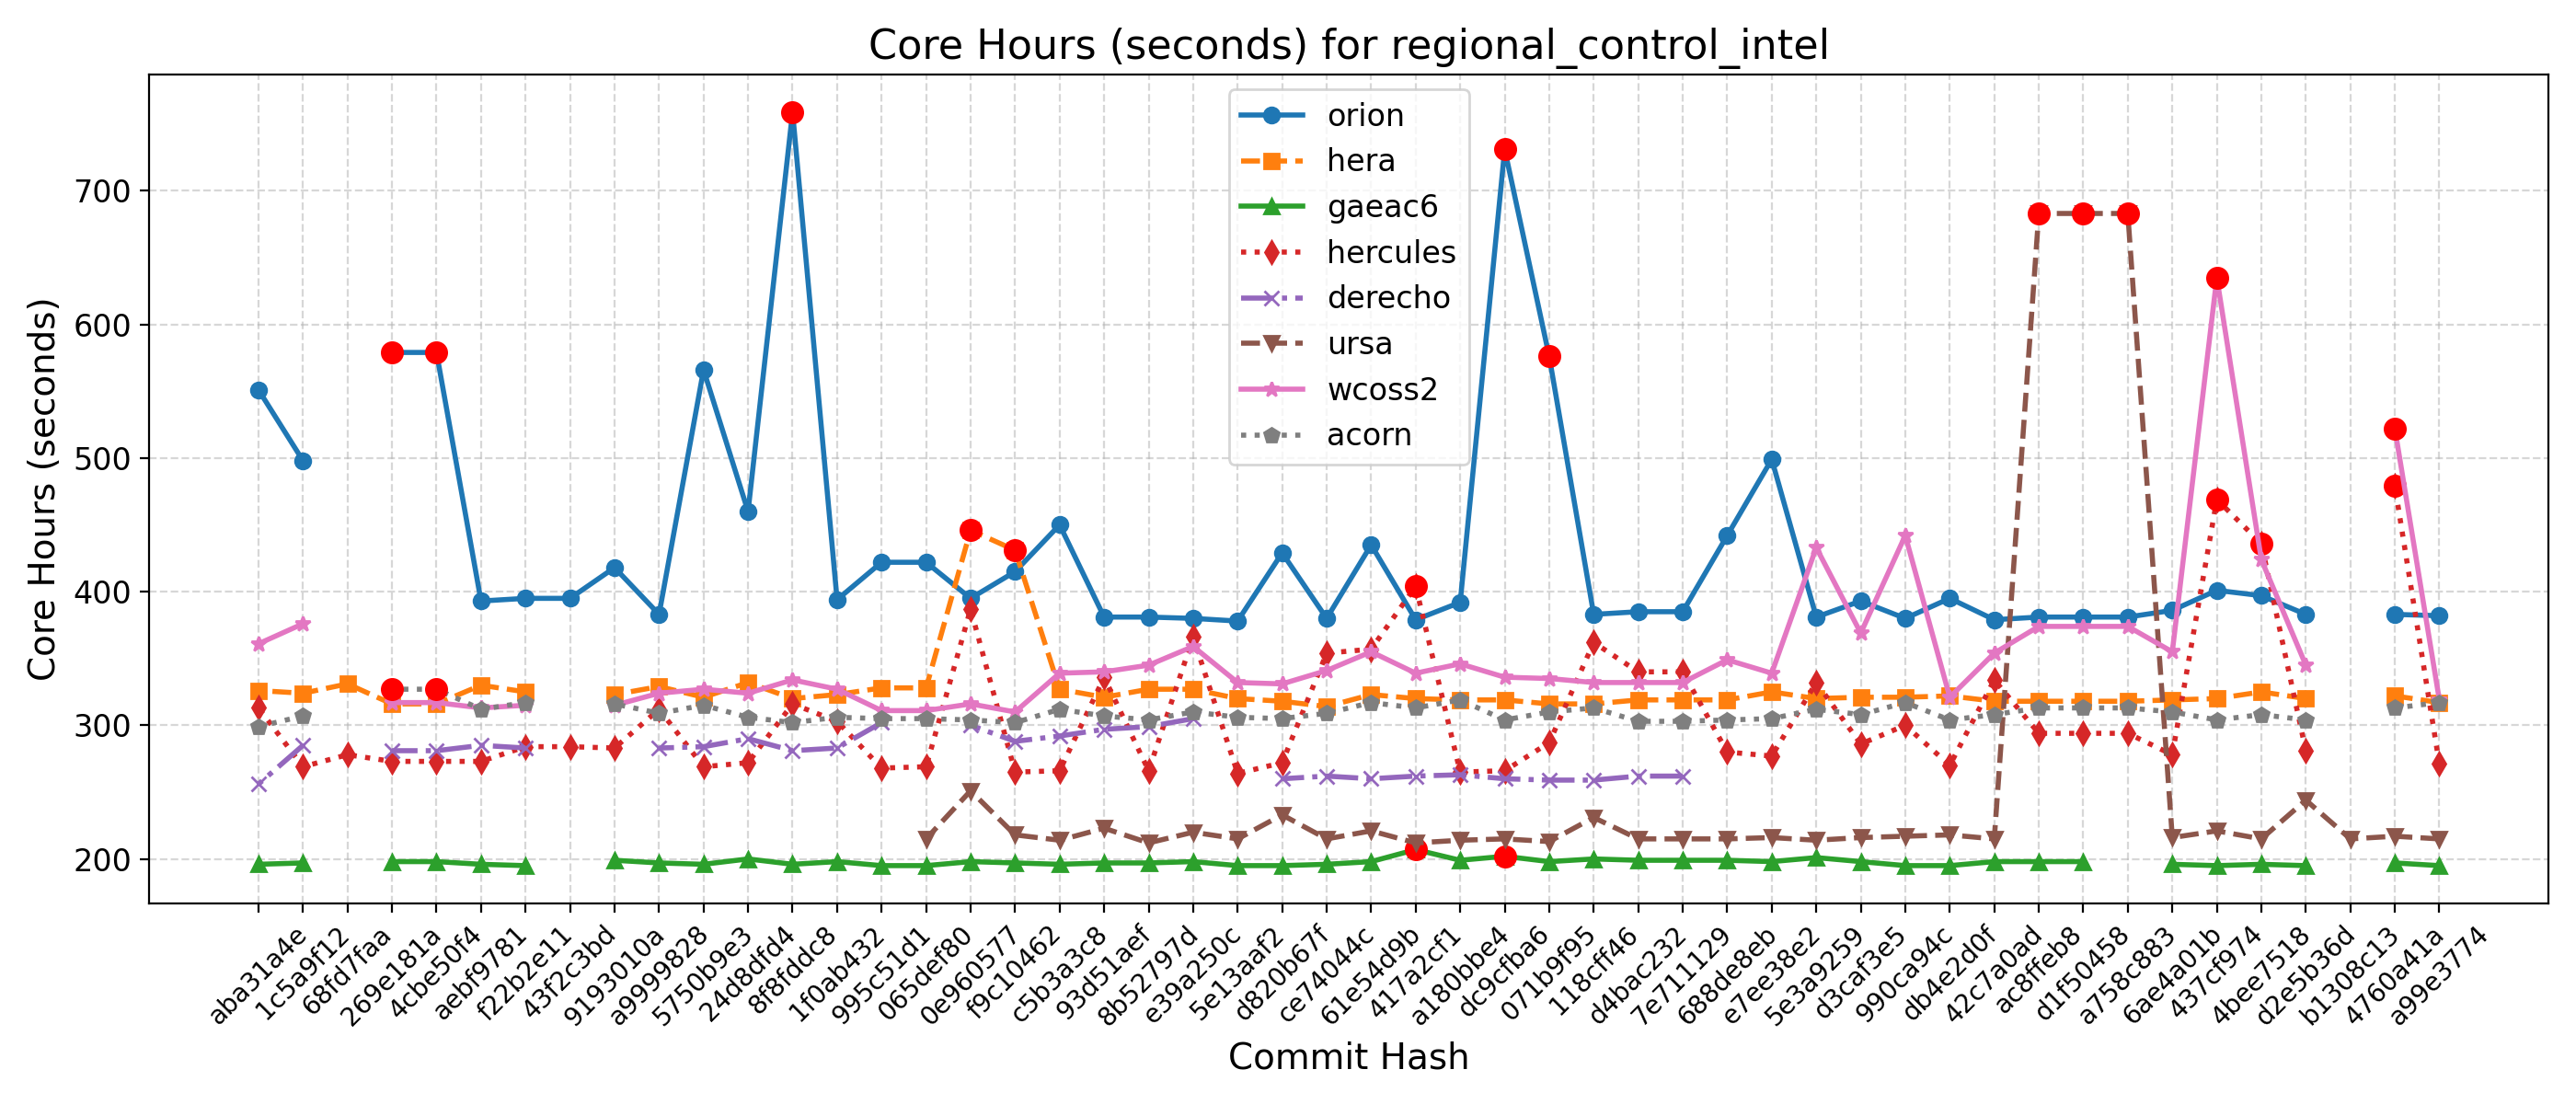 Core Hours (seconds) for regional_control_intel
Core Hours (seconds)
700
600
500
400
300
200
orion
hera
gaeac6
hercules
derecho
ursa
wcoss2
acorn
aba31a4e
1c5a9f12
68fd7faa
269e181a
4cbe50f4
aebf9781
f22b2e11
43f2c3bd
9193010a
a9999828
5750b9e3
24d8dfd4
8f8fddc8
1f0ab432
995c51d1
065def80
0e960577
f9c10462
c5b3a3c8
93d51aef
8b52797d
e39a250c
5e13aaf2
d820b67f
ce74044c
61e54d9b
417a2cf1
a180bbe4
dc9cfba6
071b9f95
118cff46
d4bac232
7e711129
688de8eb
e7ee38e2
5e3a9259
d3caf3e5
990ca94c
db4e2d0f
42c7a0ad
ac8ffeb8
d1f50458
a758c883
6ae4a01b
437cf974
4bee7518
d2e5b36d
b1308c13
4760a41a
a99e3774
Commit Hash